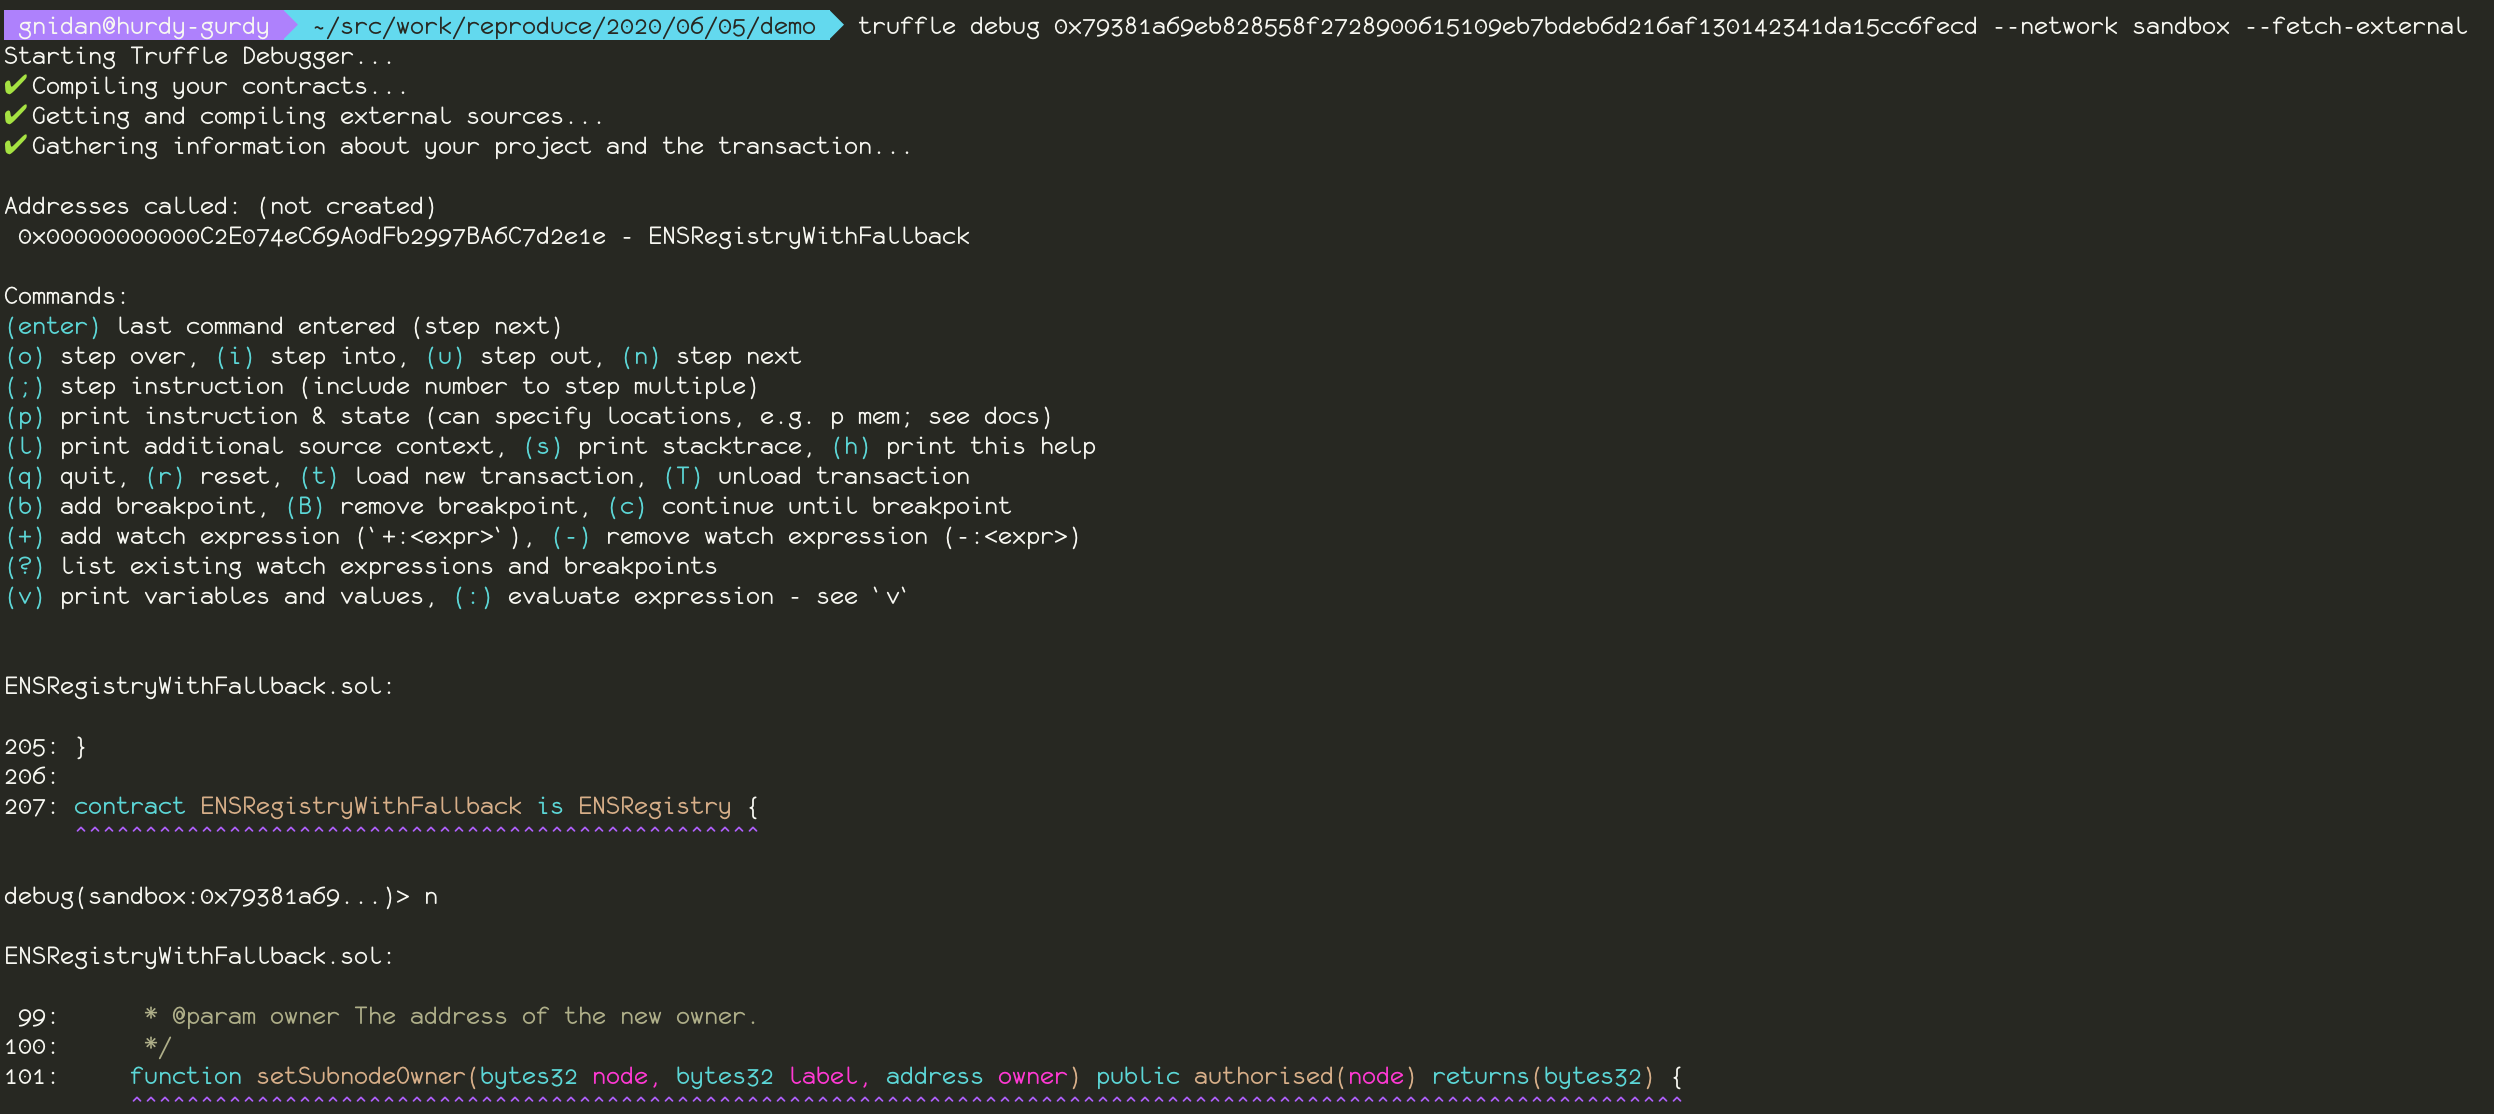 gnidan@hurdy-gurdy ~/src/work/reproduce/2020/06/05/demo truffle debug 0x79381a69eb828558f2728900615109eb7bdeb6d216af130142341da15cc6fecd --network sandbox --fetch-external
Starting Truffle Debugger...
✔ Compiling your contracts...
✔ Getting and compiling external sources...
✔ Gathering information about your project and the transaction...

Addresses called: (not created)
 0x00000000000C2E074eC69A0dFb2997BA6C7d2e1e - ENSRegistryWithFallback

Commands:
(enter) last command entered (step next)
(o) step over, (i) step into, (u) step out, (n) step next
(;) step instruction (include number to step multiple)
(p) print instruction & state (can specify locations, e.g. p mem; see docs)
(l) print additional source context, (s) print stacktrace, (h) print this help
(q) quit, (r) reset, (t) load new transaction, (T) unload transaction
(b) add breakpoint, (B) remove breakpoint, (c) continue until breakpoint
(+) add watch expression (`+:<expr>`), (-) remove watch expression (-:<expr>)
(?) list existing watch expressions and breakpoints
(v) print variables and values, (:) evaluate expression - see `v`


ENSRegistryWithFallback.sol:

205: }
206:
207: contract ENSRegistryWithFallback is ENSRegistry {
     ^^^^^^^^^^^^^^^^^^^^^^^^^^^^^^^^^^^^^^^^^^^^^^^^^


debug(sandbox:0x79381a69...)> n

ENSRegistryWithFallback.sol:

 99:      * @param owner The address of the new owner.
100:      */
101:     function setSubnodeOwner(bytes32 node, bytes32 label, address owner) public authorised(node) returns(bytes32) {
         ^^^^^^^^^^^^^^^^^^^^^^^^^^^^^^^^^^^^^^^^^^^^^^^^^^^^^^^^^^^^^^^^^^^^^^^^^^^^^^^^^^^^^^^^^^^^^^^^^^^^^^^^^^^^^^^